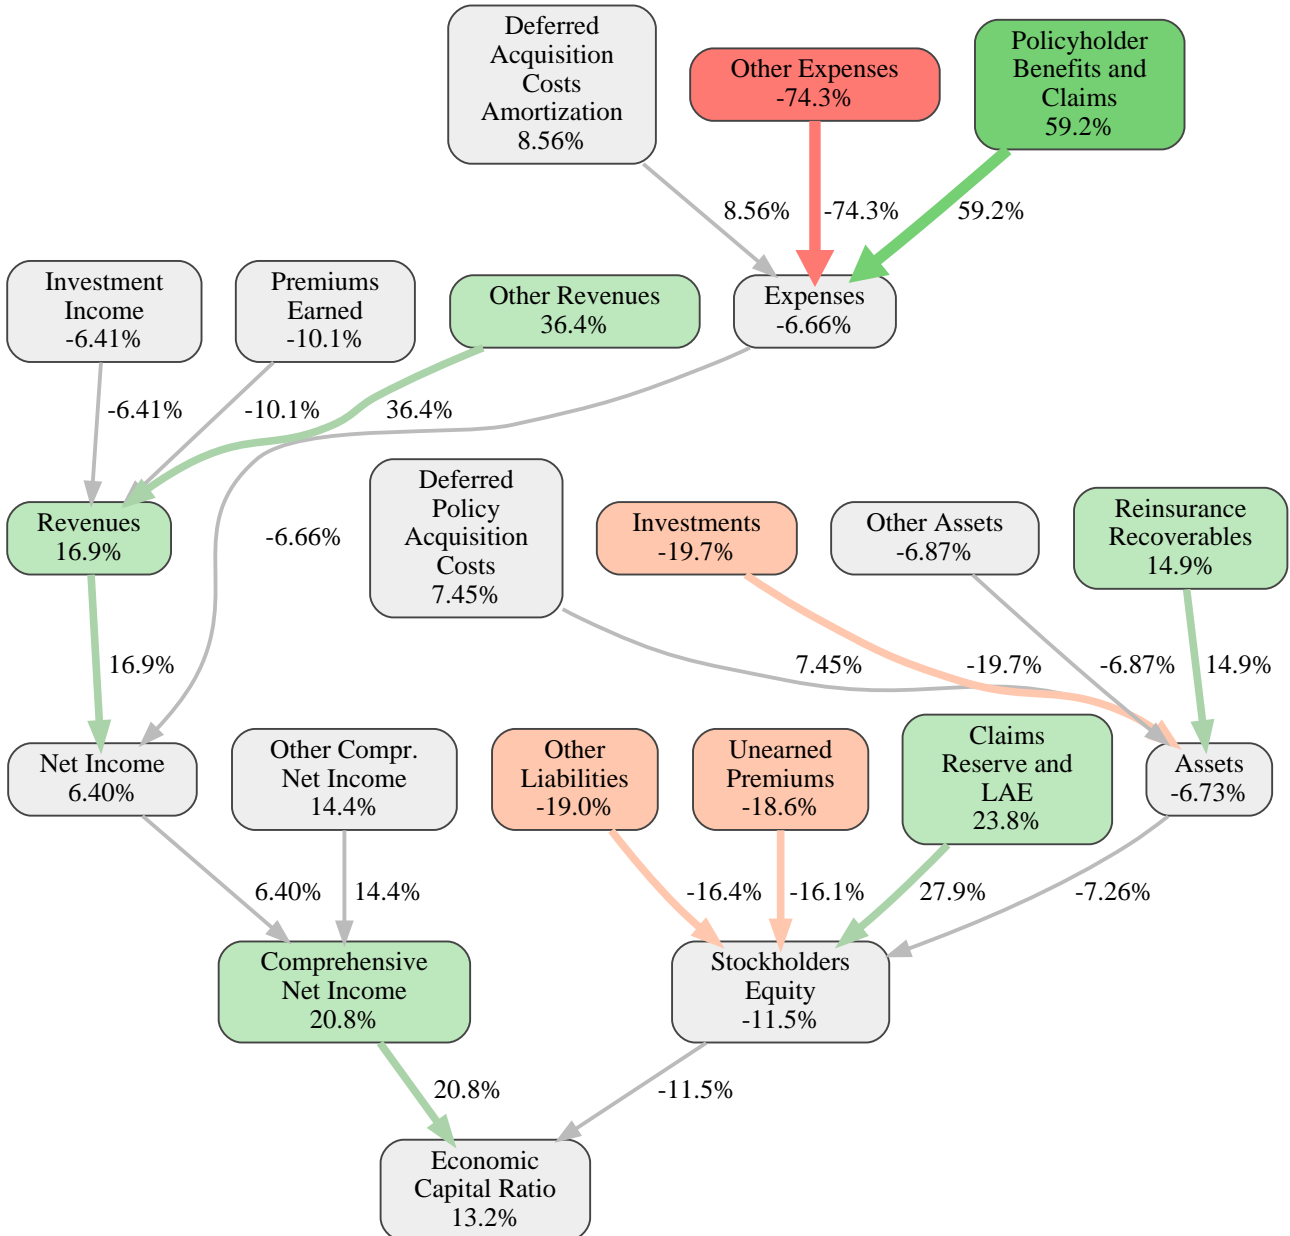 Deferred
Acquisition
Costs
Amortization
8.56%
Other Expenses
-74.3%
Policyholder
Benefits and
Claims
59.2%
8.56%
-74.3%
59.2%
Investment
Income
-6.41%
Premiums
Earned
-10.1%
Other Revenues
36.4%
Expenses
-6.66%
-6.41%
-10.1%
36.4%
-6.66%
Revenues
16.9%
Deferred
Policy
Acquisition
Costs
7.45%
Investments
-19.7%
Other Assets
-6.87%
Reinsurance
Recoverables
14.9%
16.9%
7.45%
-19.7%
-6.87%
14.9%
Net Income
6.40%
Other Compr.
Net Income
14.4%
Other
Liabilities
-19.0%
Unearned
Premiums
-18.6%
Claims
Reserve and
LAE
23.8%
Assets
-6.73%
6.40%
14.4%
-16.4%
-16.1%
27.9%
-7.26%
Comprehensive
Net Income
20.8%
Stockholders
Equity
-11.5%
20.8%
-11.5%
Economic
Capital Ratio
13.2%